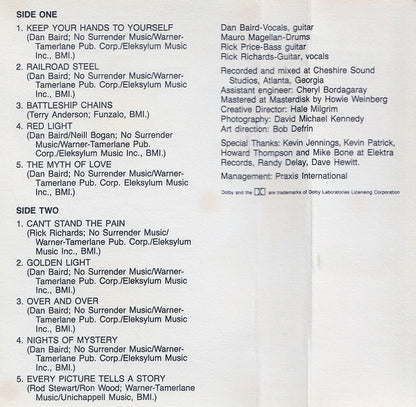 SIDE ONE
1. KEEP YOUR HANDS TO YOURSELF
(Dan Baird; No Surrender Music/Warner-
Tamerlane Pub. Corp./Eleksylum Music
Inc., BMI.)
2. RAILROAD STEEL
(Dan Baird; No Surrender Music/Warner-
Tamerlane Pub. Corp./Eleksylum Music
Inc., BMI.)
3. BATTLESHIP CHAINS
(Terry Anderson; Funzalo, BMI.)
4. RED LIGHT
(Dan Baird/Neill Bogan; No Surrender
Music/Warner-Tamerlane Pub.
Corp/Eleksylum Music Inc., BMI.)
5. THE MYTH OF LOVE
(Dan Baird; No Surrender Music/Warner-
Tamerlane Pub. Corp. Eleksylum Music
Inc., BMI.)
SIDE TWO
1. CAN'T STAND THE PAIN
(Rick Richards; No Surrender Music/
Warner-Tamerlane Pub. Corp./Eleksylum
Music Inc., BMI.)
2. GOLDEN LIGHT
(Dan Baird; No Surrender Music/Warner-
Tamerlane Pub. Corp./Eleksylum Music
Inc., BMI.)
3. OVER AND OVER
(Dan Baird; No Surrender Music/Warner-
Tamerlane Pub. Corp./Eleksylum Music
Inc., BMI.)
4. NIGHTS OF MYSTERY
(Dan Baird; No Surrender Music/Warner-
Tamerlane Pub. Corp./Eleksylum Music
Inc., BMI.)
5. EVERY PICTURE TELLS A STORY
(Rod Stewart/Ron Wood; Warner-Tamerlane
Music/Unichappell Music, BMI.)
Dan Baird-Vocals, guitar
Mauro Magellan-Drums
Rick Price-Bass guitar
Rick Richards-Guitar, vocals
Recorded and mixed at Cheshire Sound
Studios, Atlanta, Georgia
Assistant engineer: Cheryl Bordagaray
Mastered at Masterdisk by Howie Weinberg
Creative Director: Hale Milgrim
Photography: David Michael Kennedy
Art direction: Bob Defrin
Special Thanks: Kevin Jennings, Kevin Patrick,
Howard Thompson and Mike Bone at Elektra
Records, Randy Delay, Dave Hewitt.
Management: Praxis International
Dolby and the are trademarks of Dolby Laboratories Licensing Corporation